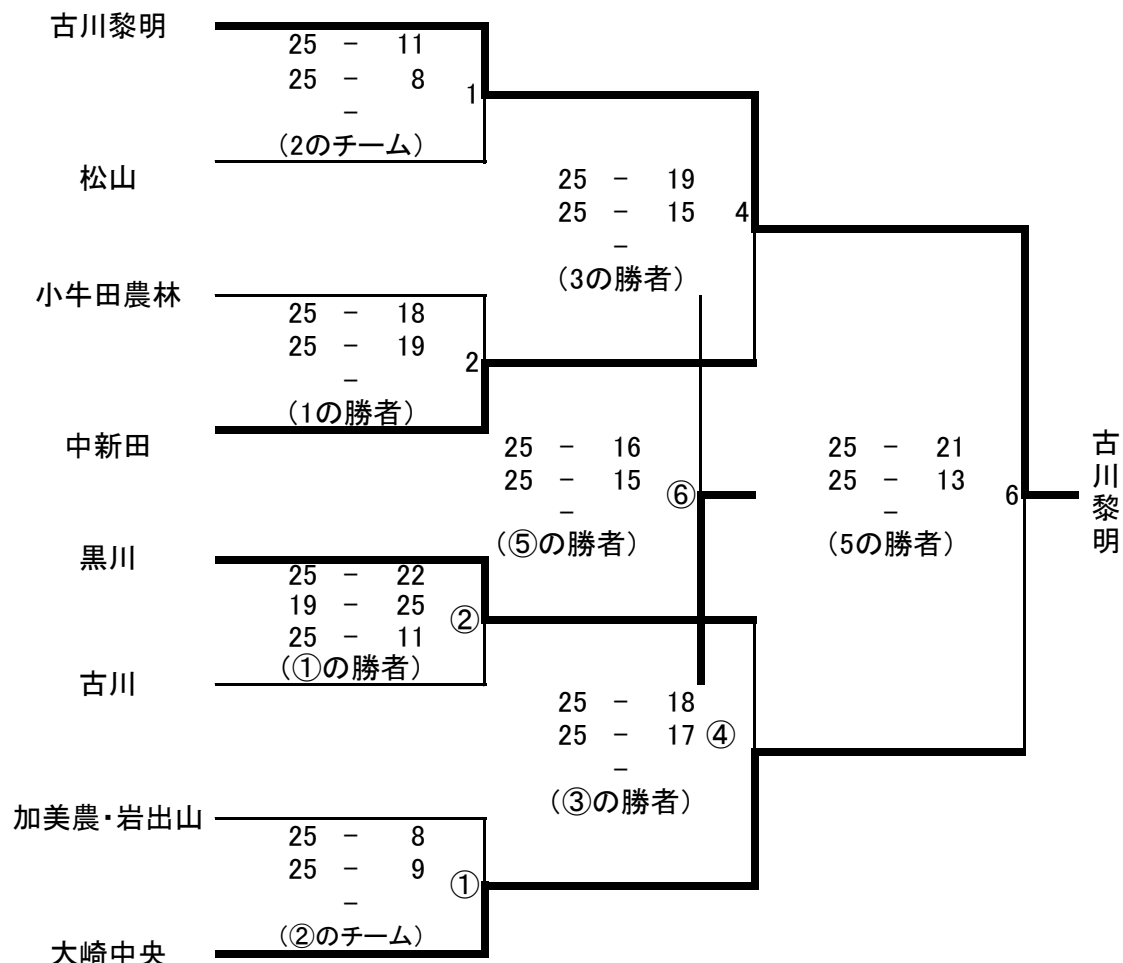 古川黎明
25 - 11
25 - 8
-
1
(2のチーム)
松山
25 - 19
25 - 15
4
-
(3の勝者)
小牛田農林
25 - 18
25 - 19
-
2
(1の勝者)
中新田
25 - 16
25 - 15
-
⑥
(⑤の勝者)
25 - 21
25 - 13
-
6
(5の勝者)
古川黎明
黒川
25 - 22
19 - 25
25 - 11
②
(①の勝者)
古川
25 - 18
25 - 17
④
-
(③の勝者)
加美農・岩出山
25 - 8
25 - 9
-
①
(②のチーム)
大崎中央